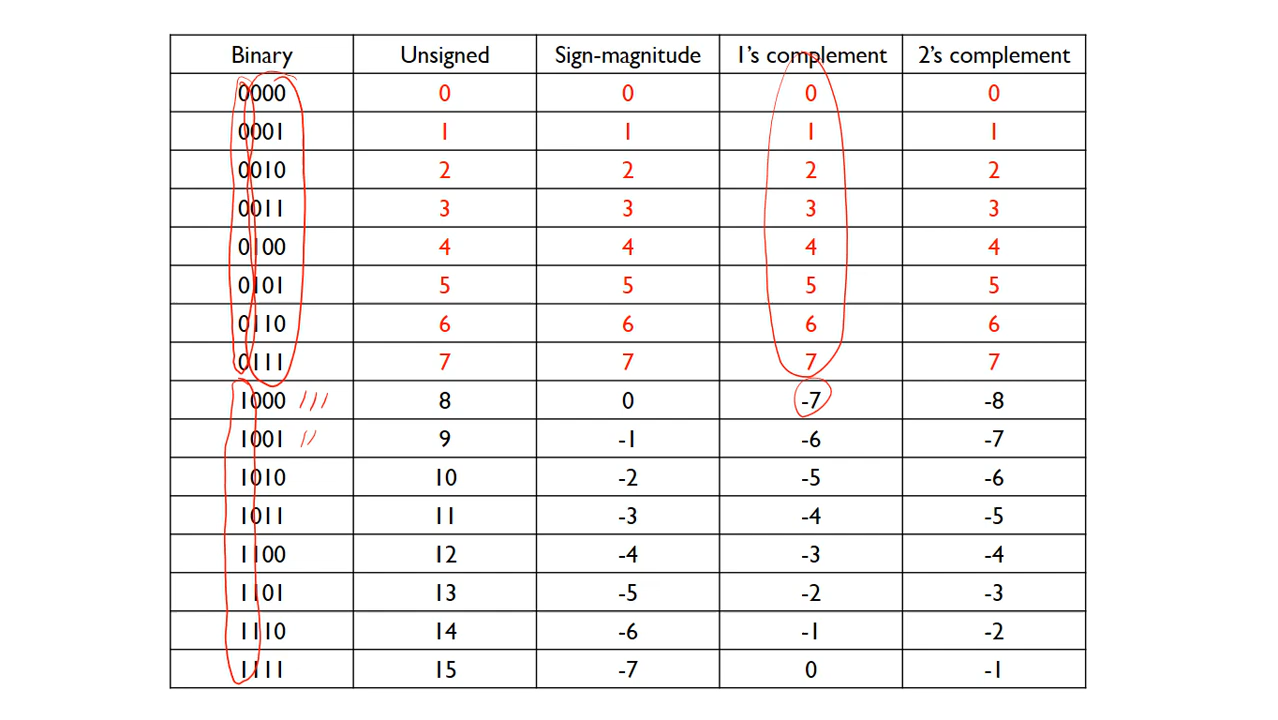 Binary Unsigned Sign-magnitude 1's complement 2's complement
0000 0 0 0 0
0001 1 1 1 1
0010 2 2 2 2
0011 3 3 3 3
0100 4 4 4 4
0101 5 5 5 5
0110 6 6 6 6
0111 7 7 7 7
1000 111 8 0 -7 -8
1001 9 -1 -6 -7
1010 10 -2 -5 -6
1011 11 -3 -4 -5
1100 12 -4 -3 -4
1101 13 -5 -2 -3
1110 14 -6 -1 -2
1111 15 -7 0 -1